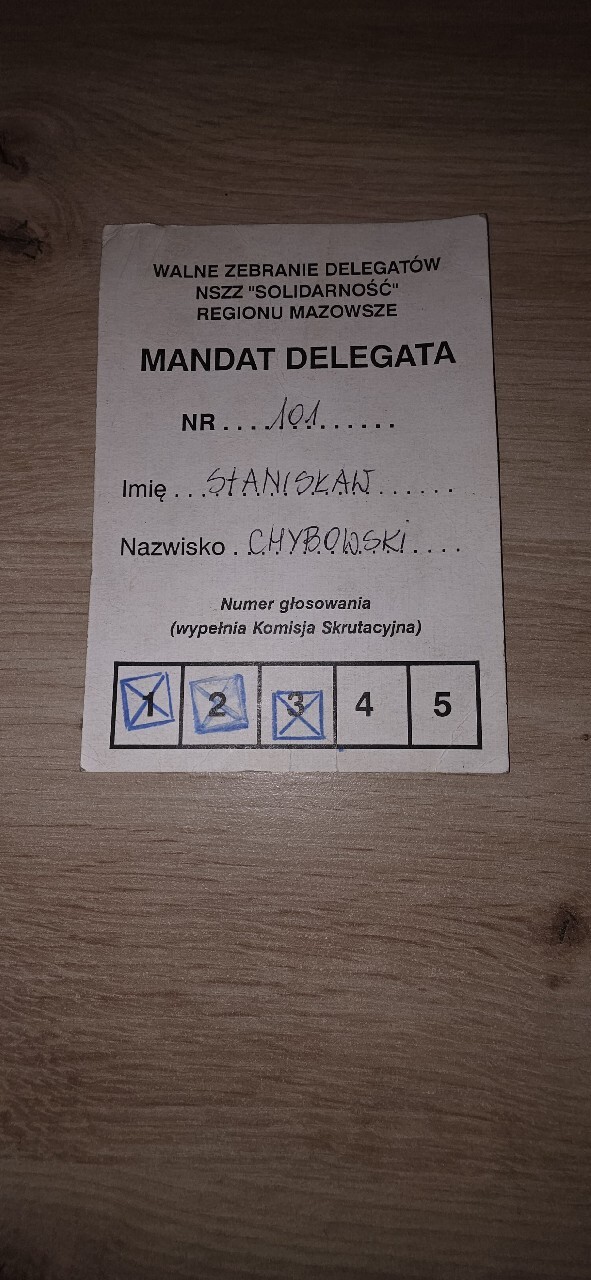 WALNE ZEBRANIE DELEGATÓW
NSZZ "SOLIDARNOŚĆ"
REGIONU MAZOWSZE
MANDAT DELEGATA
NR ....101......
Imię ...STANISŁAW......
Nazwisko .CHYBOWSKI....
Numer głosowania
(wypełnia Komisja Skrutacyjna)
1 2 3 4 5